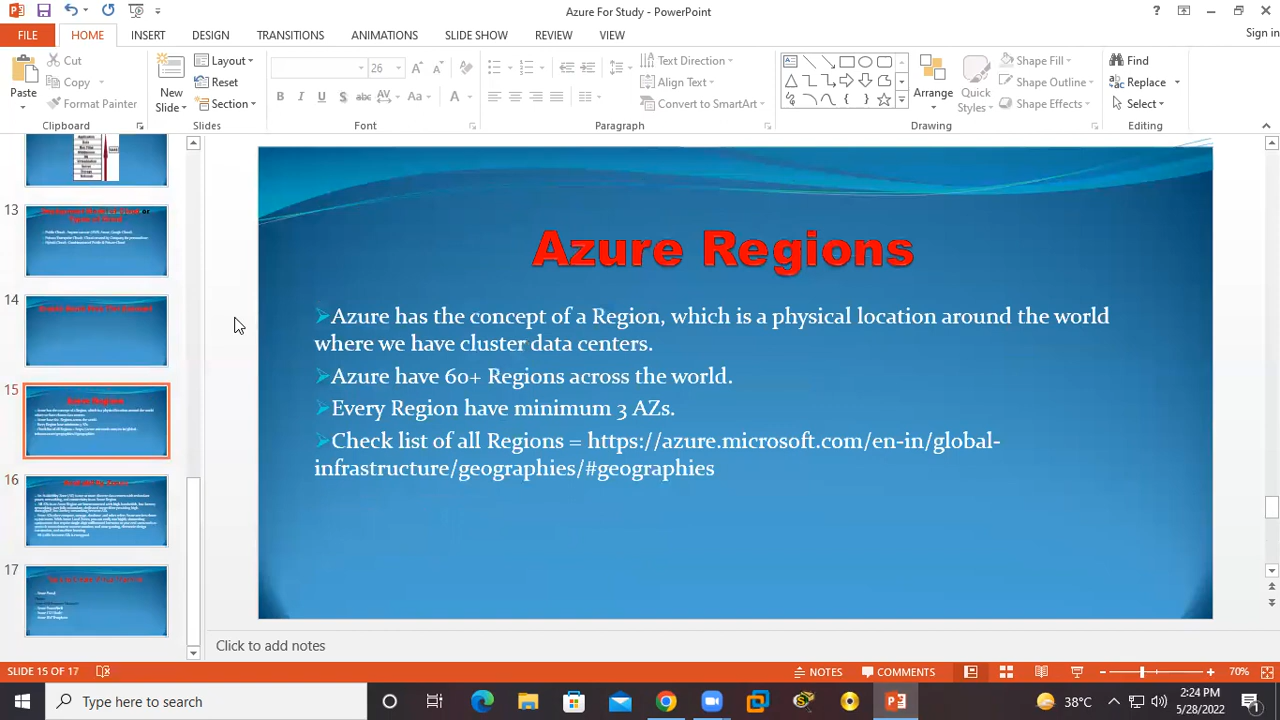 Azure For Study - PowerPoint
?
FILE HOME INSERT DESIGN TRANSITIONS ANIMATIONS SLIDE SHOW REVIEW VIEW Sign in
Paste
Cut
Copy
Format Painter
Clipboard
New Slide
Layout
Reset
Section
Slides
26
B I U S abc AV Aa A
Font
Text Direction
Align Text
Convert to SmartArt
Paragraph
Arrange
Quick Styles
Shape Fill
Shape Outline
Shape Effects
Drawing
Find
Replace
Select
Editing
13
14
15
Azure Regions
16
17
Azure Regions
Azure has the concept of a Region, which is a physical location around the world
where we have cluster data centers.
Azure have 60+ Regions across the world.
Every Region have minimum 3 AZs.
Check list of all Regions = https://azure.microsoft.com/en-in/global-
infrastructure/geographies/#geographies
Click to add notes
SLIDE 15 OF 17 NOTES COMMENTS 70%
Type here to search
38°C
2:24 PM
5/28/2022